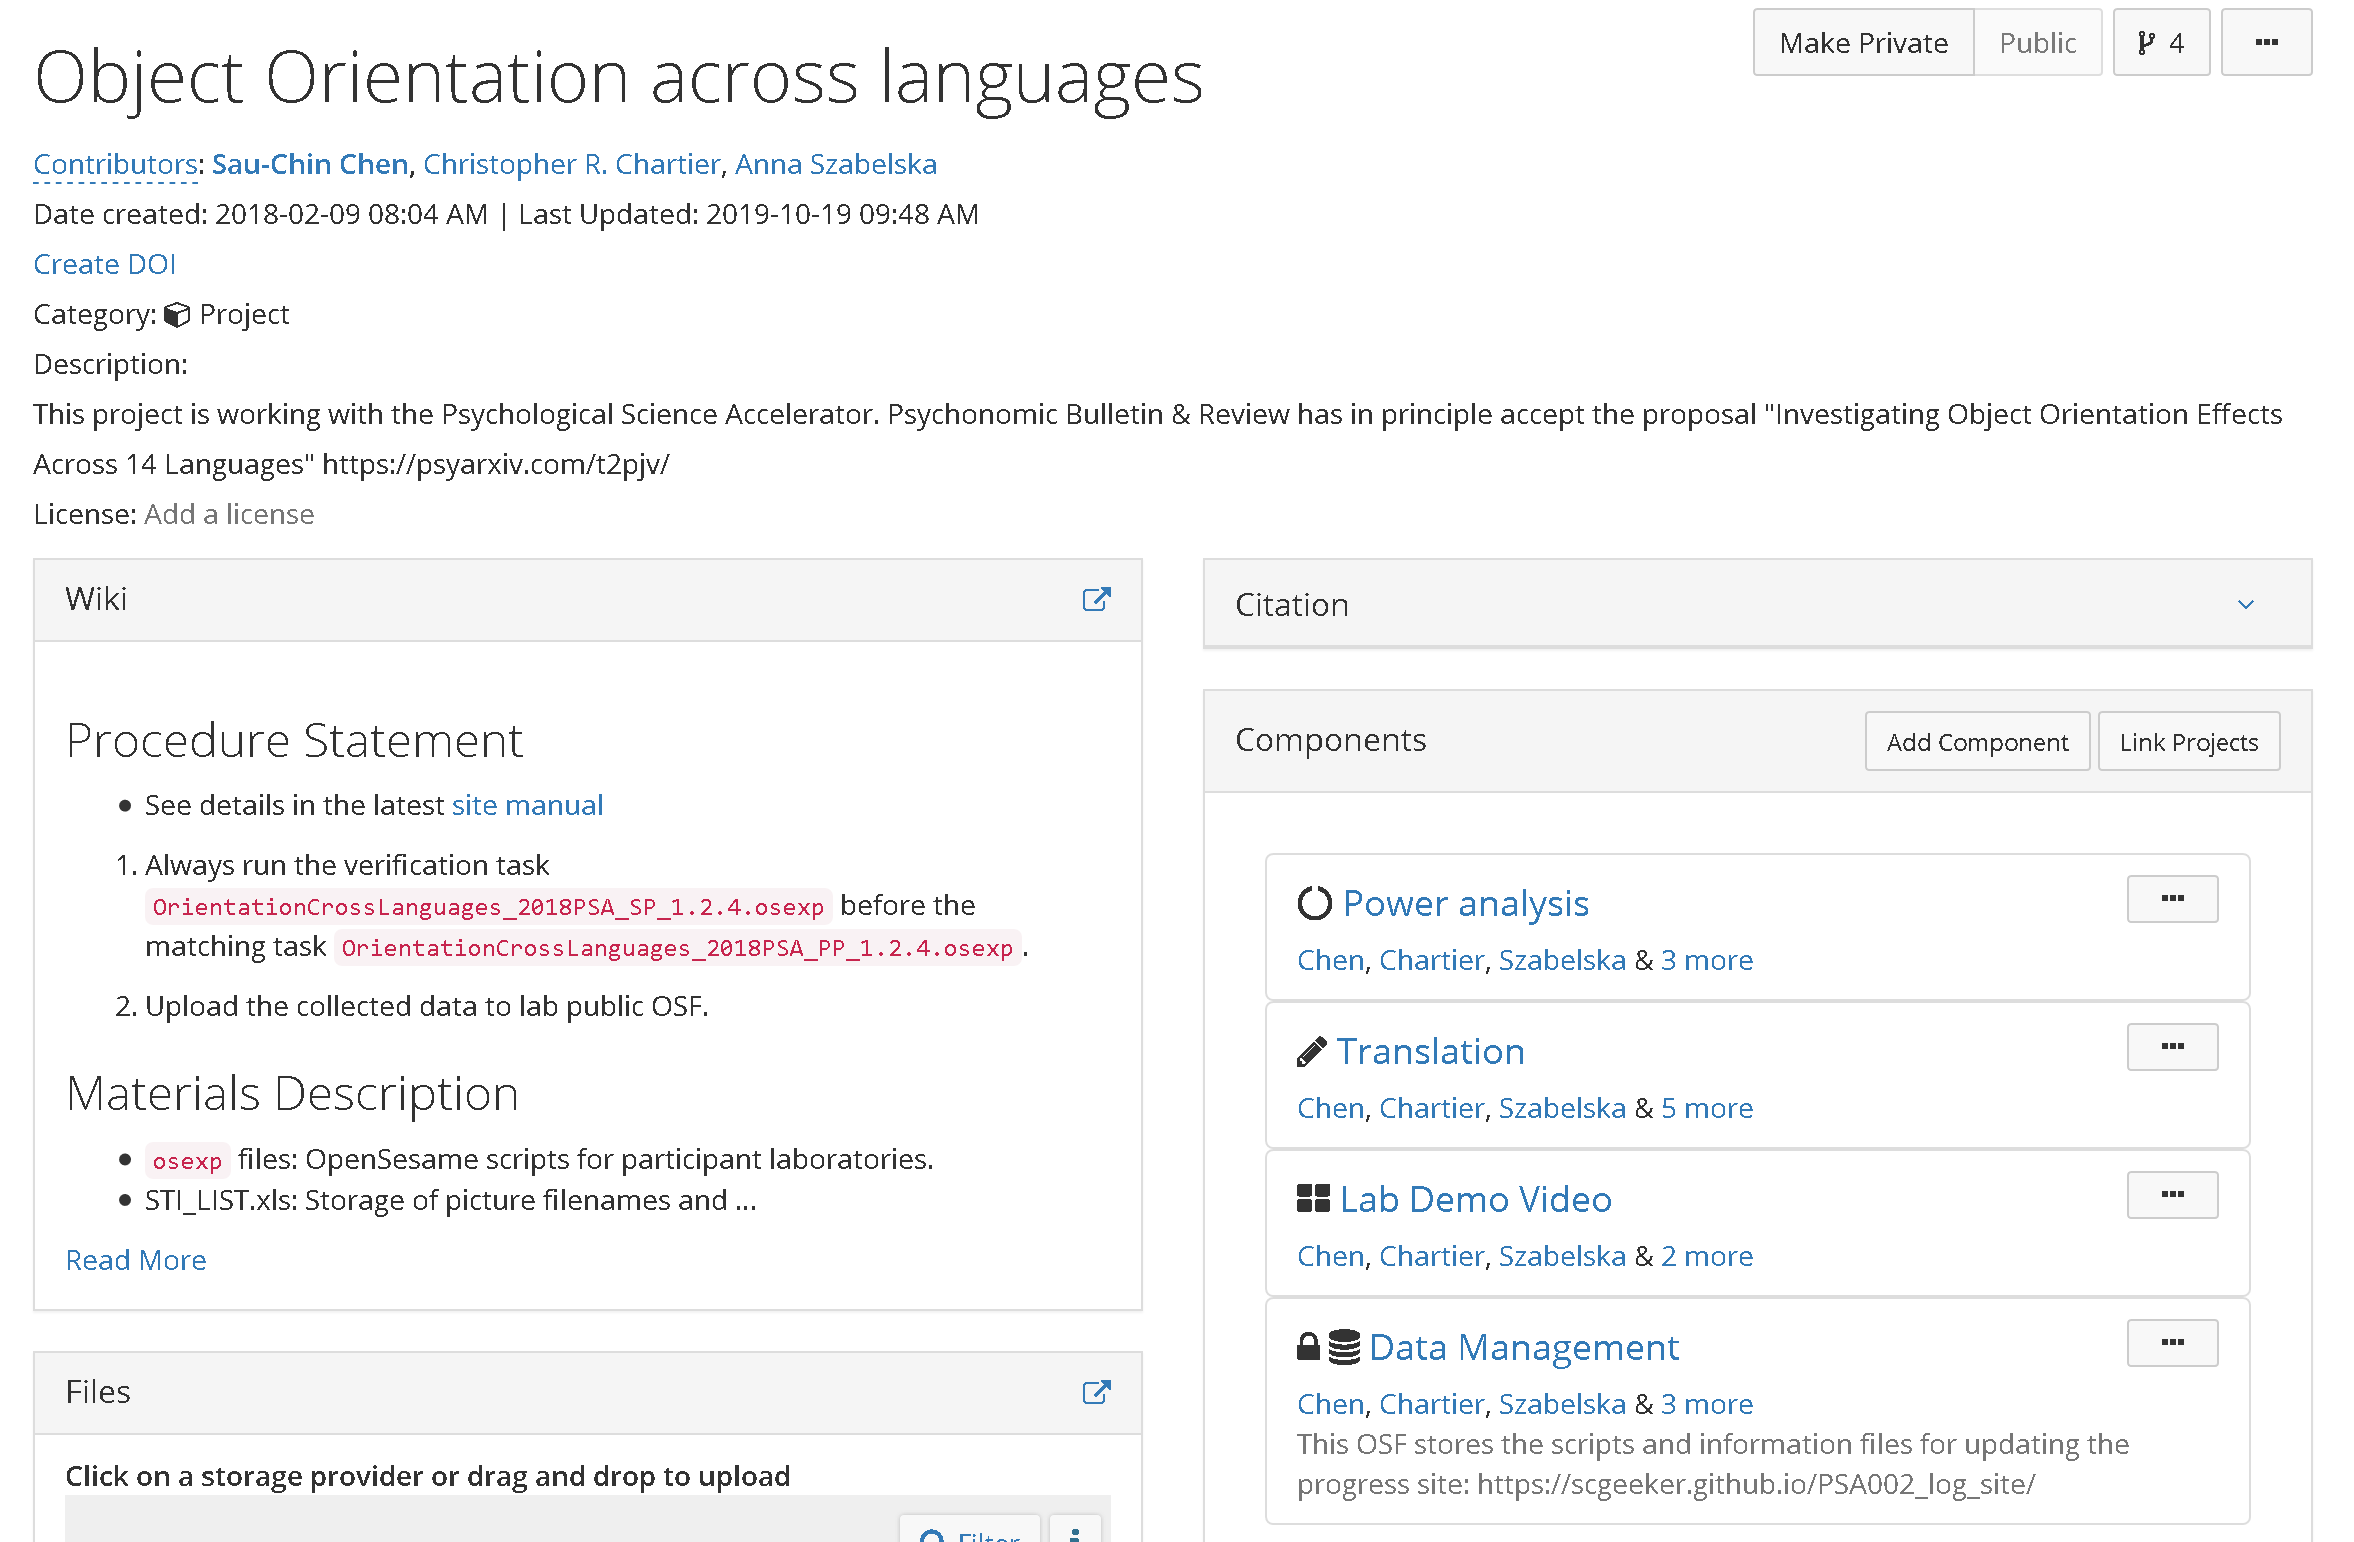 Object Orientation across languages
Make Private Public 4
Contributors: Sau-Chin Chen, Christopher R. Chartier, Anna Szabelska
Date created: 2018-02-09 08:04 AM | Last Updated: 2019-10-19 09:48 AM
Create DOI
Category: Project
Description:
This project is working with the Psychological Science Accelerator. Psychonomic Bulletin & Review has in principle accept the proposal "Investigating Object Orientation Effects
Across 14 Languages" https://psyarxiv.com/t2pjv/
License: Add a license
Wiki
Procedure Statement
• See details in the latest site manual
1. Always run the verification task
OrientationCrossLanguages_2018PSA_SP_1.2.4.osexp before the
matching task OrientationCrossLanguages_2018PSA_PP_1.2.4.osexp.
2. Upload the collected data to lab public OSF.
Materials Description
• osexp files: OpenSesame scripts for participant laboratories.
• STI_LIST.xls: Storage of picture filenames and ...
Read More
Files
Click on a storage provider or drag and drop to upload
Filter
Citation
Components
Add Component Link Projects
Power analysis
Chen, Chartier, Szabelska & 3 more
Translation
Chen, Chartier, Szabelska & 5 more
Lab Demo Video
Chen, Chartier, Szabelska & 2 more
Data Management
Chen, Chartier, Szabelska & 3 more
This OSF stores the scripts and information files for updating the
progress site: https://scgeeker.github.io/PSA002_log_site/